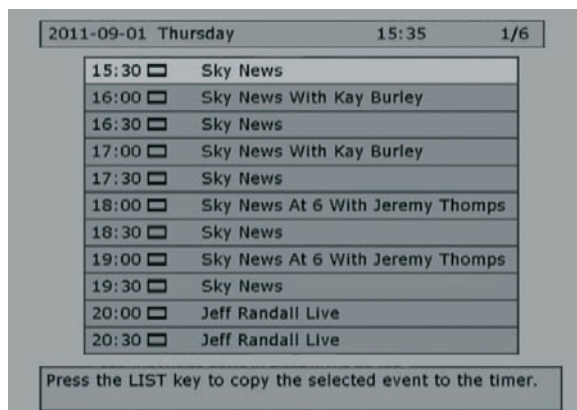 2011-09-01 Thursday 15:35 1/6
15:30 Sky News
16:00 Sky News With Kay Burley
16:30 Sky News
17:00 Sky News With Kay Burley
17:30 Sky News
18:00 Sky News At 6 With Jeremy Thomps
18:30 Sky News
19:00 Sky News At 6 With Jeremy Thomps
19:30 Sky News
20:00 Jeff Randall Live
20:30 Jeff Randall Live
Press the LIST key to copy the selected event to the timer.